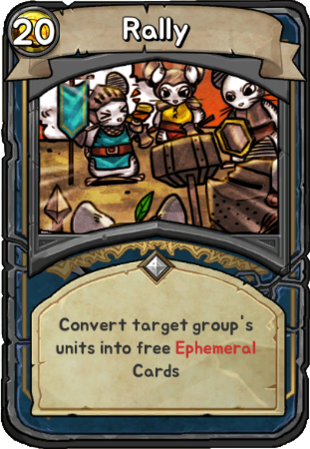 20 Rally
Convert target group's
units into free Ephemeral
Cards